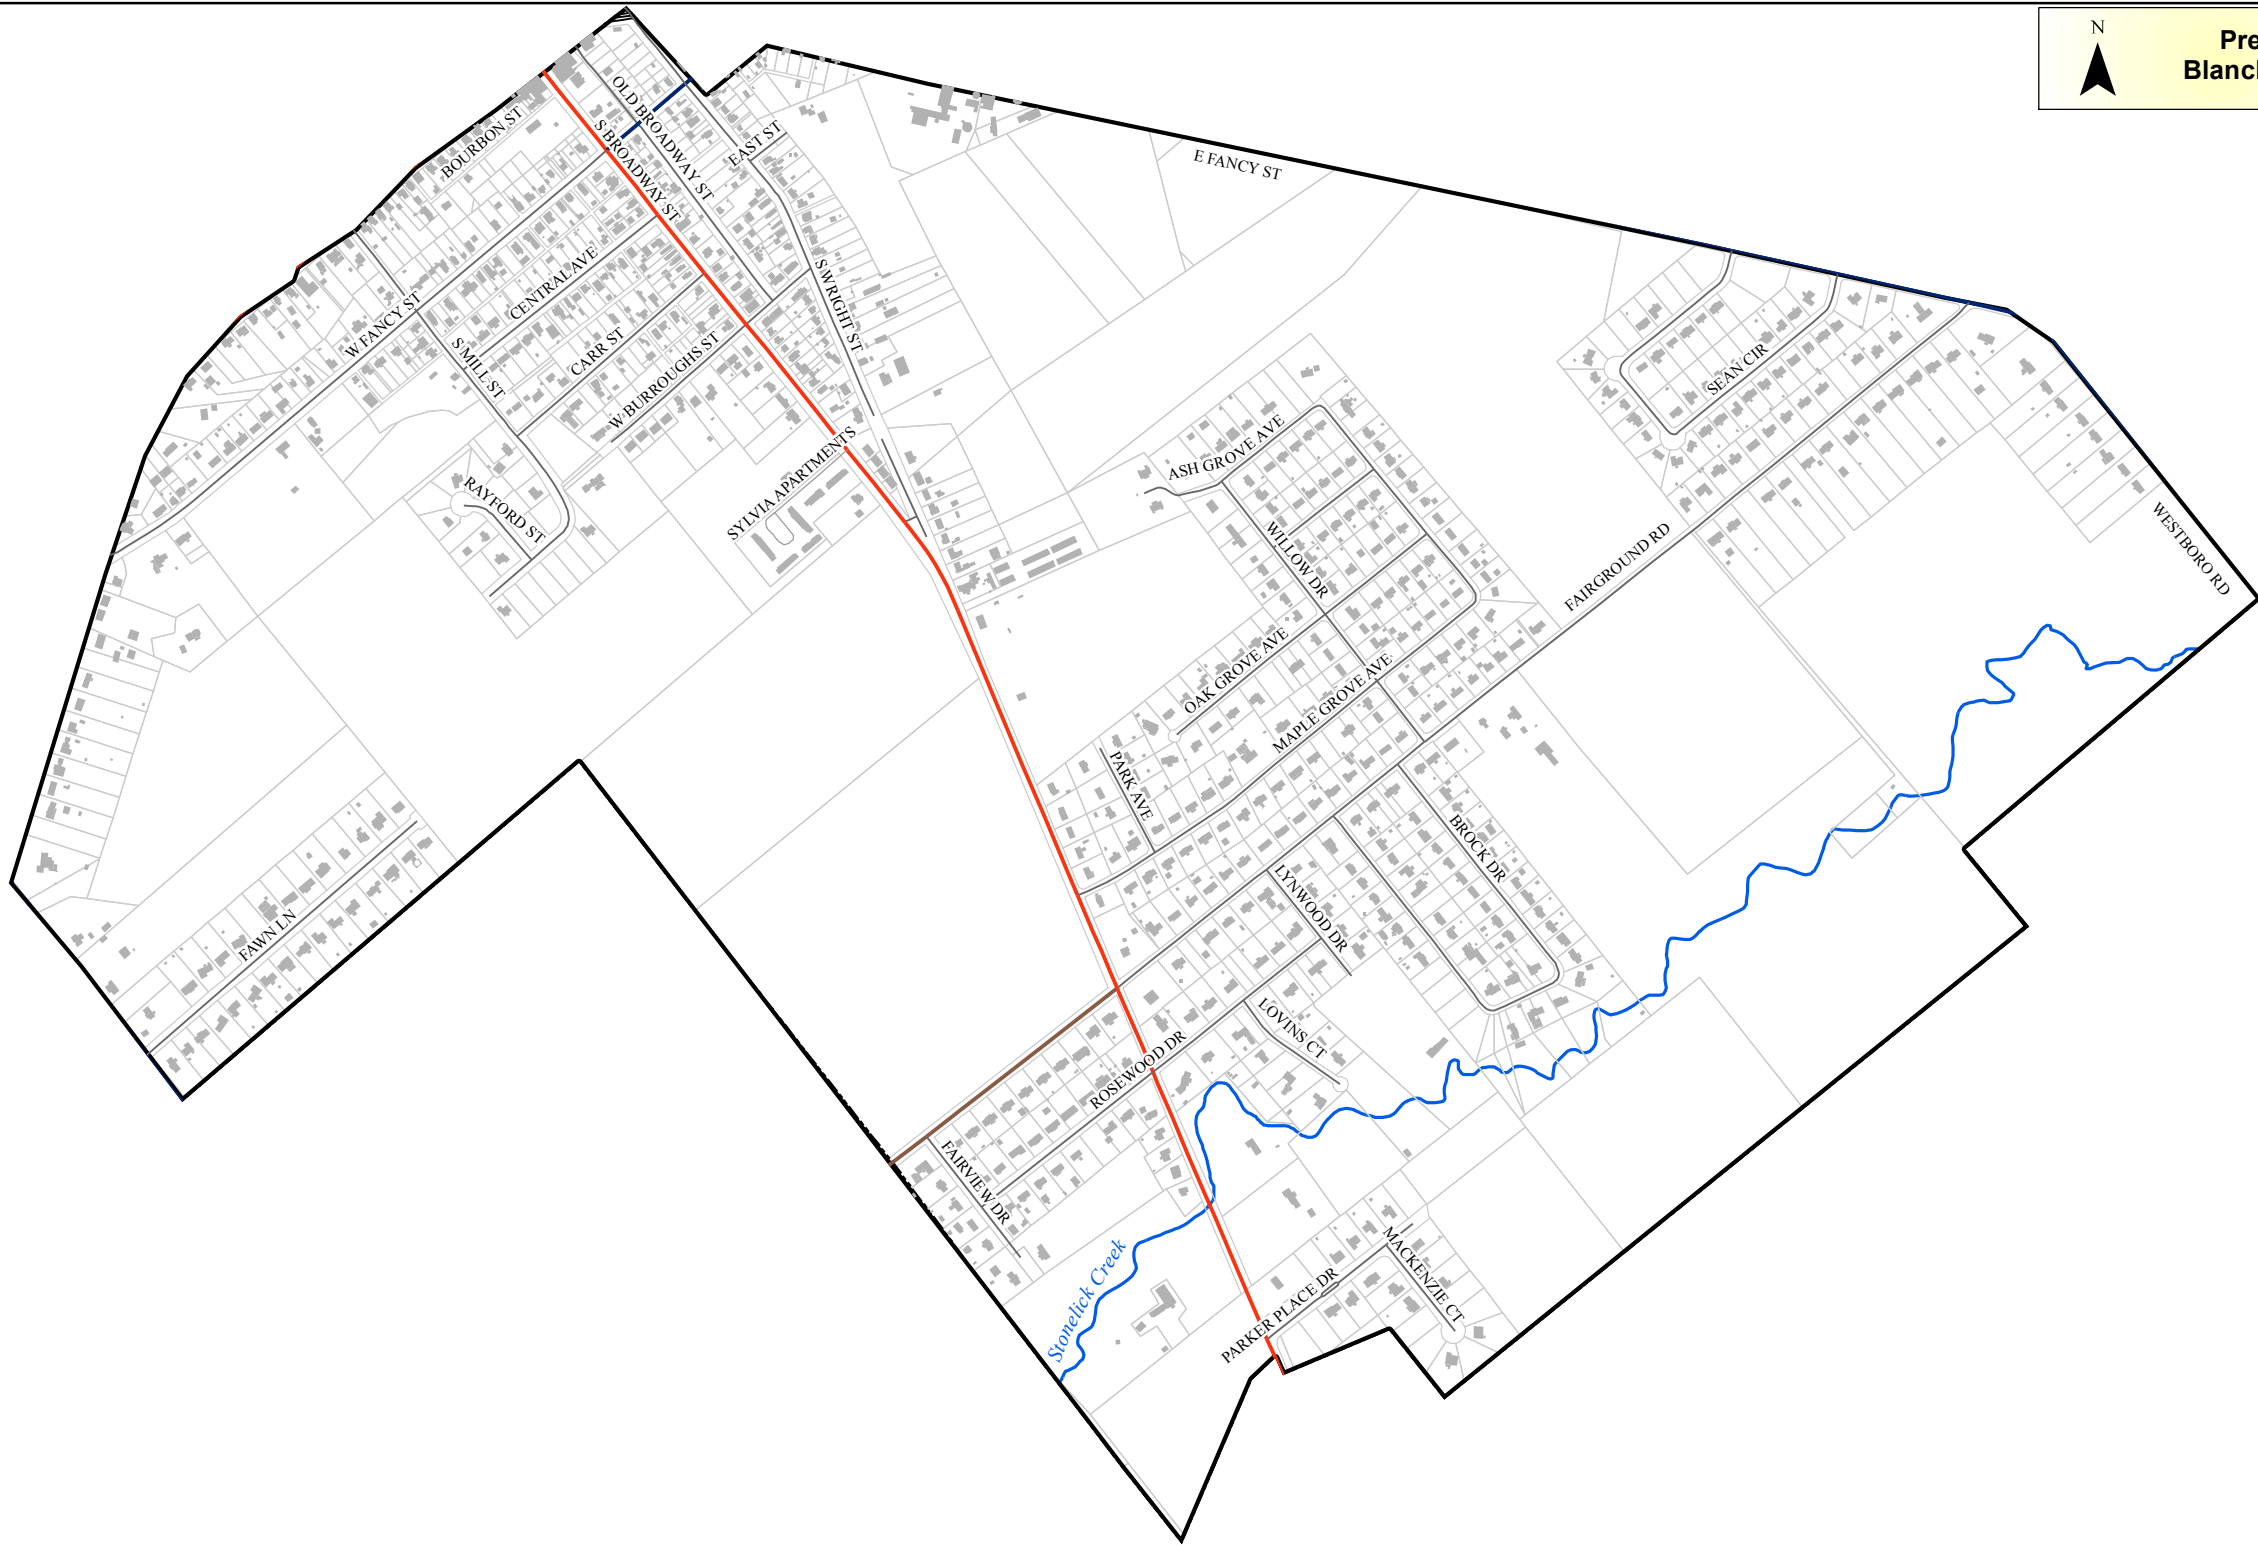 N
Pre
Blanc
OLD BROADWAY ST
BOURBON ST
S BROADWAY ST
EAST ST
E FANCY ST
S WRIGHT ST
CENTRAL AVE
W FANCY ST
S MILL ST
CARR ST
W BURROUGHS ST
SEAN CIR
SYLVIA APARTMENTS
ASH GROVE AVE
RAYFORD ST
WILLOW DR
FAIRGROUND RD
WESTBORO RD
OAK GROVE AVE
MAPLE GROVE AVE
PARK AVE
BROCK DR
LYNWOOD DR
FAWN LN
LOVINS CT
ROSEWOOD DR
FAIRVIEW DR
Stonelick Creek
MACKENZIE CT
PARKER PLACE DR